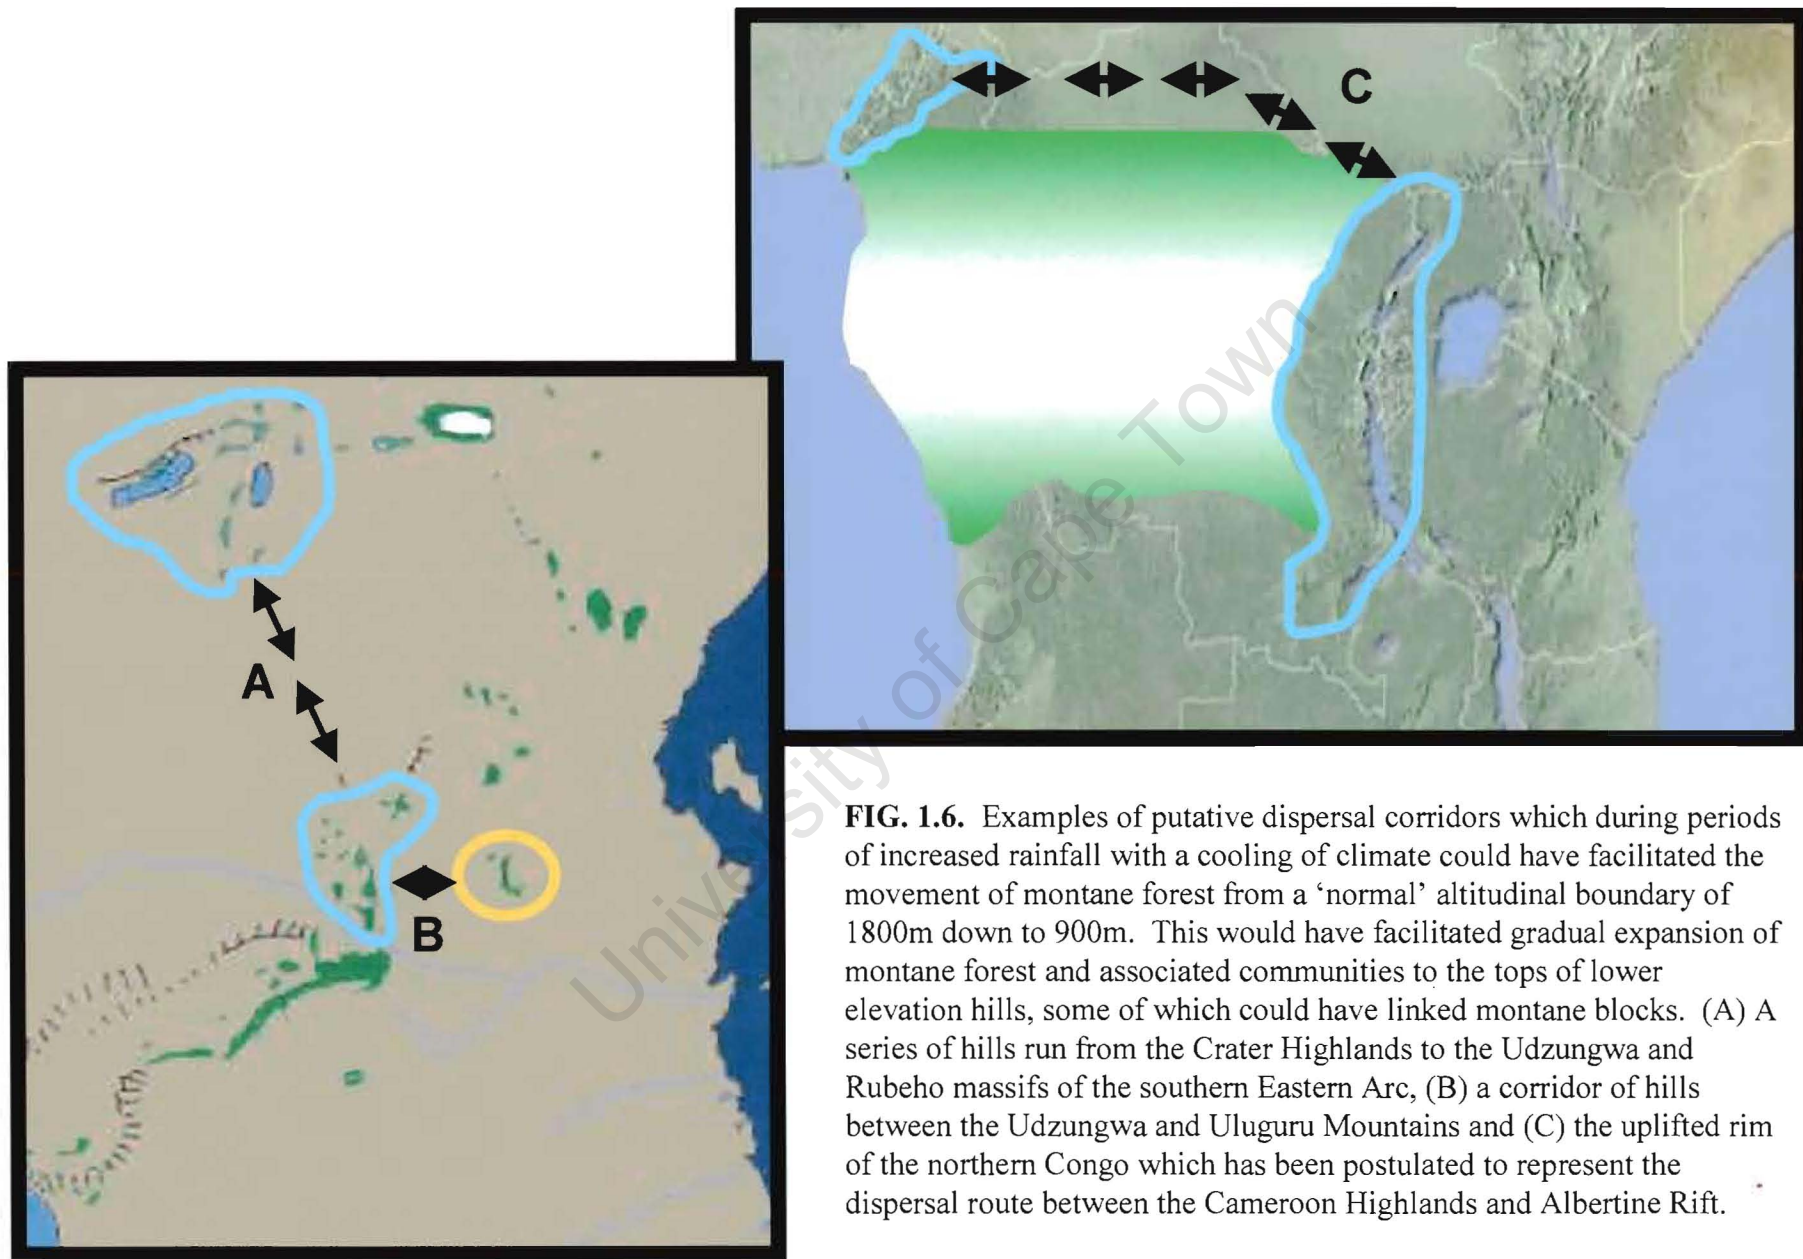 C
A
B
FIG. 1.6. Examples of putative dispersal corridors which during periods
of increased rainfall with a cooling of climate could have facilitated the
movement of montane forest from a ‘normal’ altitudinal boundary of
1800m down to 900m. This would have facilitated gradual expansion of
montane forest and associated communities to the tops of lower
elevation hills, some of which could have linked montane blocks. (A) A
series of hills run from the Crater Highlands to the Udzungwa and
Rubeho massifs of the southern Eastern Arc, (B) a corridor of hills
between the Udzungwa and Uluguru Mountains and (C) the uplifted rim
of the northern Congo which has been postulated to represent the
dispersal route between the Cameroon Highlands and Albertine Rift.
University of Cape Town